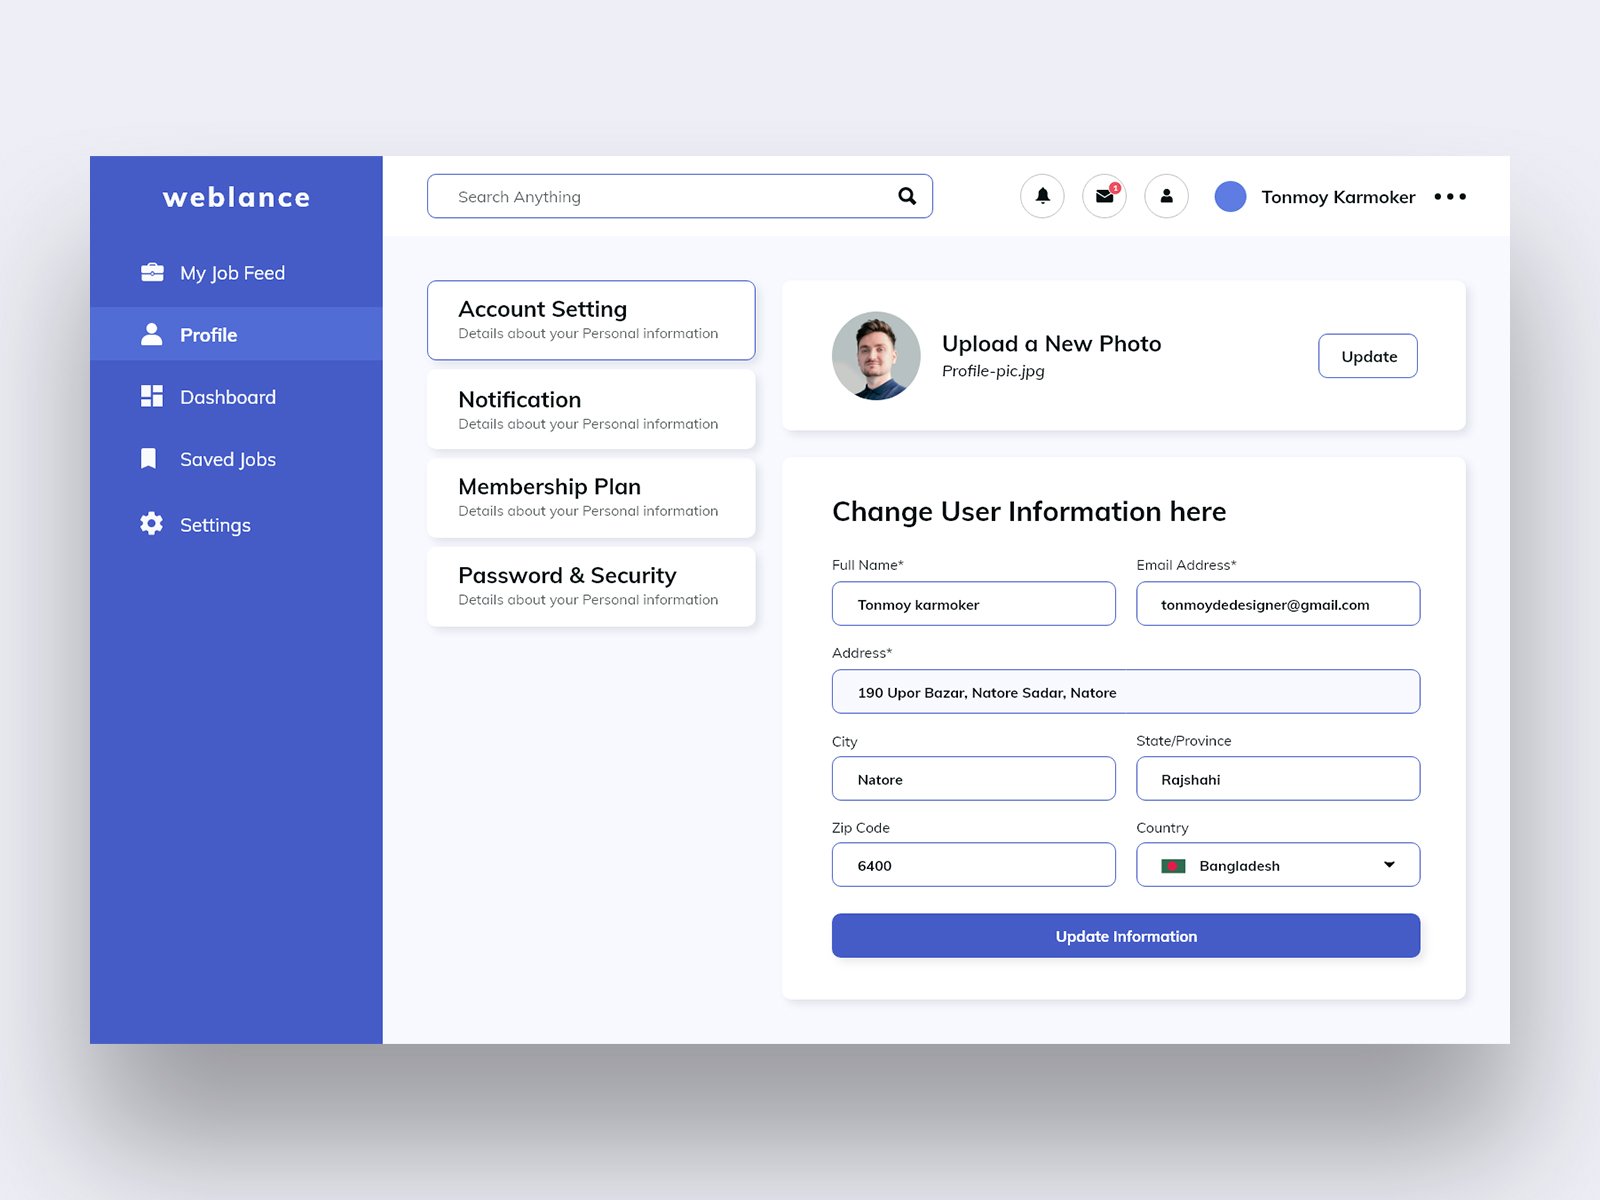 weblance
My Job Feed
Profile
Dashboard
Saved Jobs
Settings
Search Anything
1
Tonmoy Karmoker
Account Setting
Details about your Personal information
Notification
Details about your Personal information
Membership Plan
Details about your Personal information
Password & Security
Details about your Personal information
Upload a New Photo
Profile-pic.jpg
Update
Change User Information here
Full Name*
Email Address*
Tonmoy karmoker
tonmoydedesigner@gmail.com
Address*
190 Upor Bazar, Natore Sadar, Natore
City
State/Province
Natore
Rajshahi
Zip Code
Country
6400
Bangladesh
Update Information